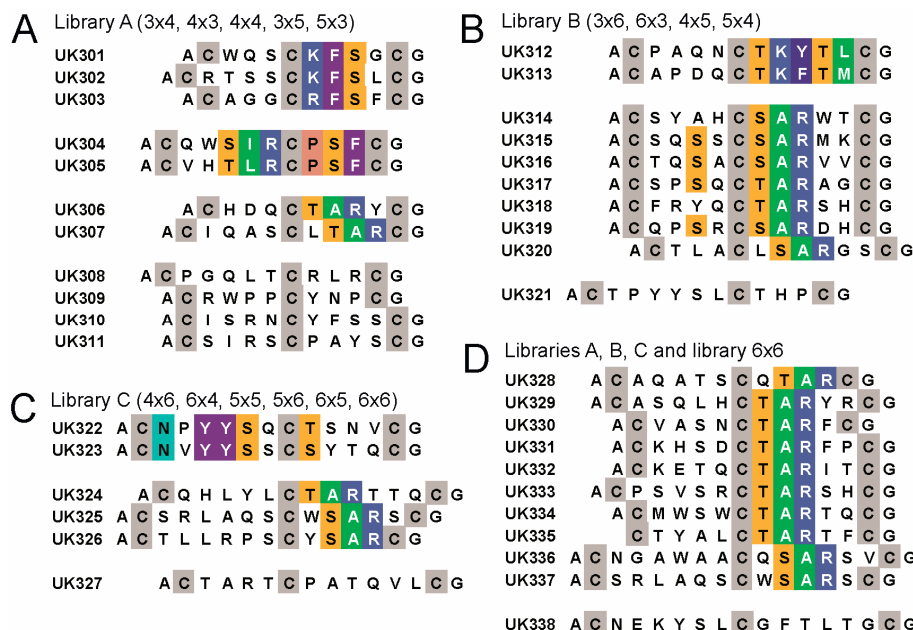 A Library A (3x4, 4x3, 4x4, 3x5, 5x3)
UK301 A C W Q S C K F S G C G
UK302 A C R T S S C K F S L C G
UK303 A C A G G C R F S F C G
UK304 A C Q W S I R C P S F C G
UK305 A C V H T L R C P S F C G
UK306 A C H D Q C T A R Y C G
UK307 A C I Q A S C L T A R C G
UK308 A C P G Q L T C R L R C G
UK309 A C R W P P C Y N P C G
UK310 A C I S R N C Y F S S C G
UK311 A C S I R S C P A Y S C G
B Library B (3x6, 6x3, 4x5, 5x4)
UK312 A C P A Q N C T K Y T L C G
UK313 A C A P D Q C T K F T M C G
UK314 A C S Y A H C S A R W T C G
UK315 A C S Q S S C S A R M K C G
UK316 A C T Q S A C S A R V V C G
UK317 A C S P S Q C T A R A G C G
UK318 A C F R Y Q C T A R S H C G
UK319 A C Q P S R C S A R D H C G
UK320 A C T L A C L S A R G S C G
UK321 A C T P Y Y S L C T H P C G
C Library C (4x6, 6x4, 5x5, 5x6, 6x5, 6x6)
UK322 A C N P Y Y S Q C T S N V C G
UK323 A C N V Y Y S S C S Y T Q C G
UK324 A C Q H L Y L C T A R T T Q C G
UK325 A C S R L A Q S C W S A R S C G
UK326 A C T L L R P S C Y S A R C G
UK327 A C T A R T C P A T Q V L C G
D Libraries A, B, C and library 6x6
UK328 A C A Q A T S C Q T A R C G
UK329 A C A S Q L H C T A R Y R C G
UK330 A C V A S N C T A R F C G
UK331 A C K H S D C T A R F P C G
UK332 A C K E T Q C T A R I T C G
UK333 A C P S V S R C T A R S H C G
UK334 A C M W S W C T A R T Q C G
UK335 C T Y A L C T A R T F C G
UK336 A C N G A W A A C Q S A R S V C G
UK337 A C S R L A Q S C W S A R S C G
UK338 A C N E K Y S L C G F T L T G C G